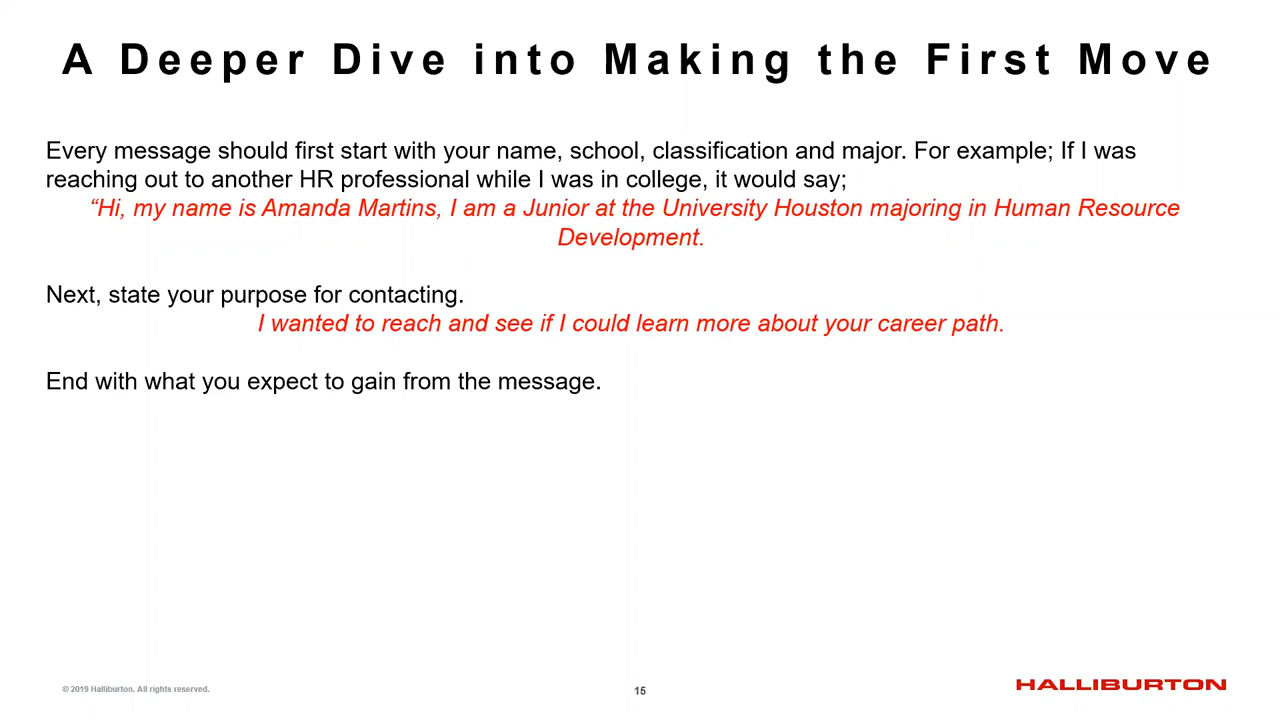 A Deeper Dive into Making the First Move
Every message should first start with your name, school, classification and major. For example; If I was
reaching out to another HR professional while I was in college, it would say;
“Hi, my name is Amanda Martins, I am a Junior at the University Houston majoring in Human Resource
Development.
Next, state your purpose for contacting.
I wanted to reach and see if I could learn more about your career path.
End with what you expect to gain from the message.
© 2019 Halliburton. All rights reserved.
15
HALLIBURTON